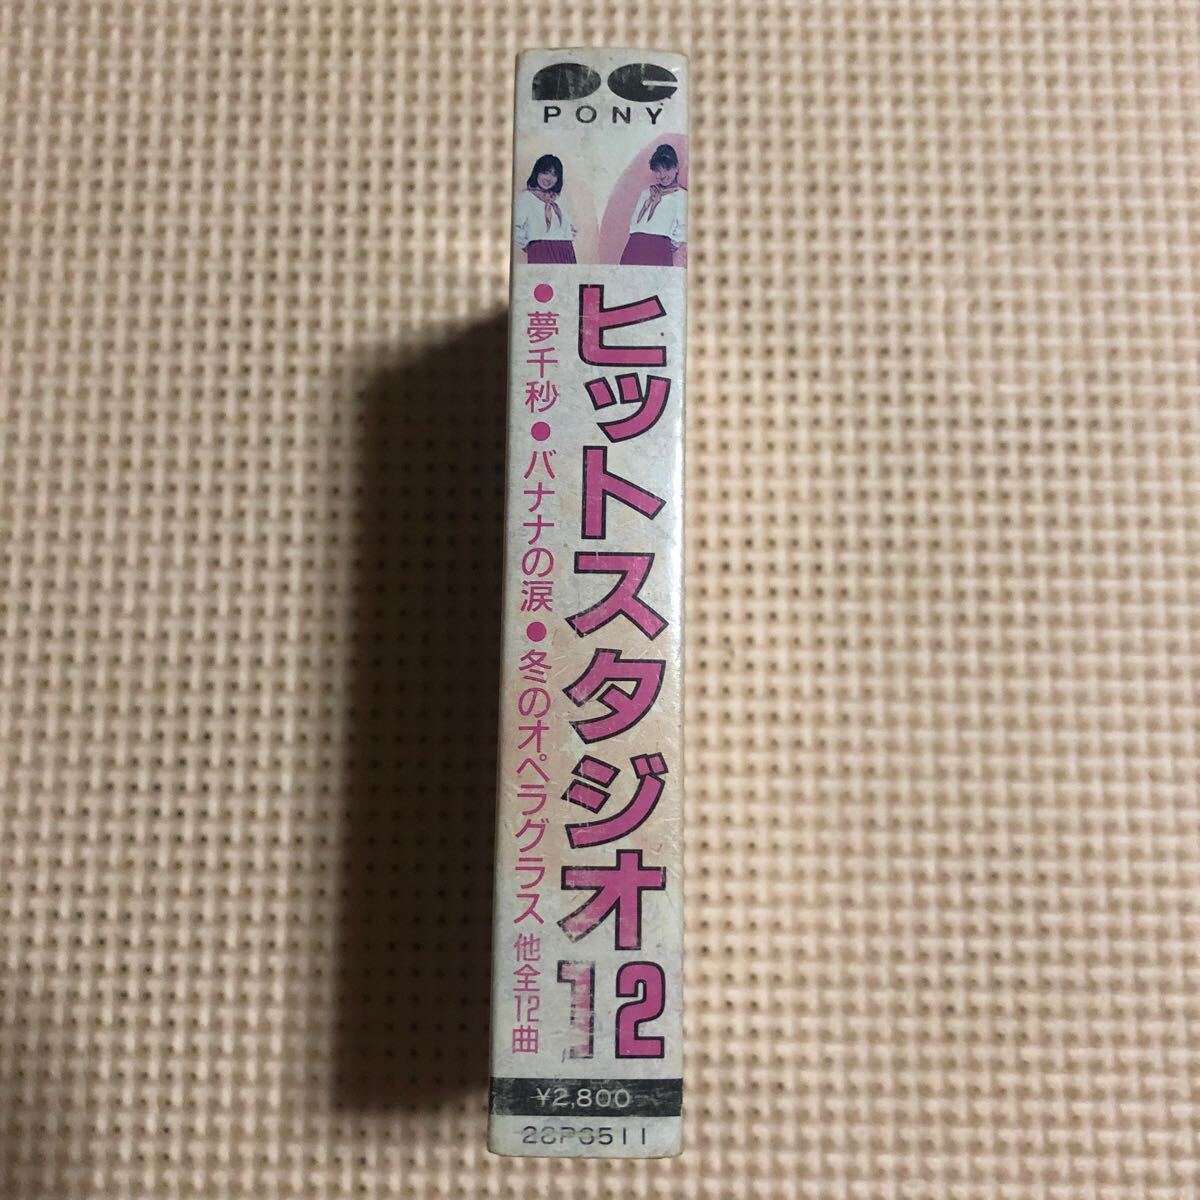 PC
PONY
ヒットスタジオ12
●夢千秒●バナナの涙●冬のオペラグラス 他全12曲
¥2,800
28P6511